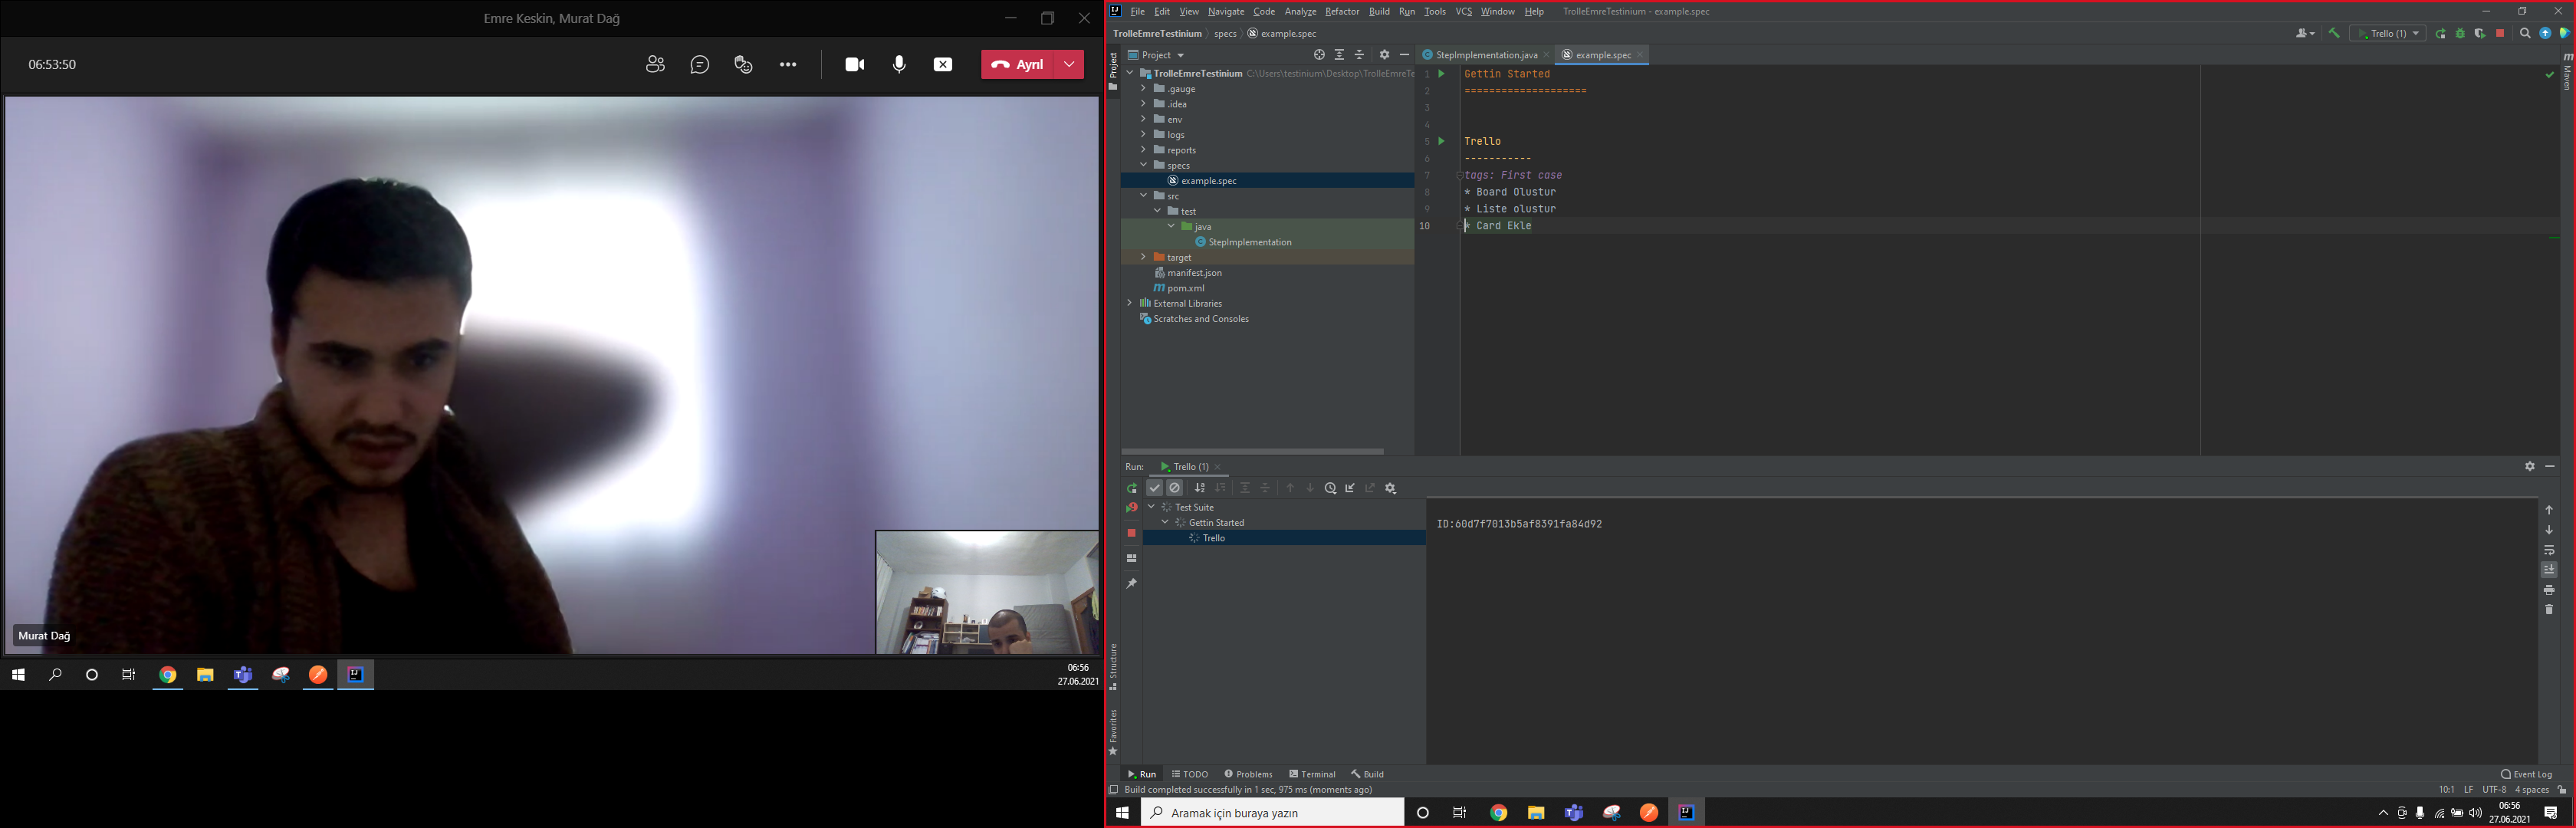 Emre Keskin, Murat Dağ
06:53:50
Ayrıl
Murat Dağ
06:56
27.06.2021
File Edit View Navigate Code Analyze Refactor Build Run Tools VCS Window Help TrolleEmreTestinium - example.spec
TrolleEmreTestinium specs example.spec
Trello (1)
Project
Project
StepImplementation.java
example.spec
Maven
TrolleEmreTestinium C:\Users\testinium\Desktop\TrolleEmreTe
.gauge
.idea
env
logs
reports
specs
example.spec
src
test
java
StepImplementation
target
manifest.json
pom.xml
External Libraries
Scratches and Consoles
1 Gettin Started
2 ====================
3
4
5 Trello
6 -----------
7 tags: First case
8 * Board Olustur
9 * Liste olustur
10 * Card Ekle
Run: Trello (1)
Test Suite
Gettin Started
Trello
ID:60d7f7013b5af8391fa84d92
Structure
Favorites
Run TODO Problems Terminal Build
Event Log
Build completed successfully in 1 sec, 975 ms (moments ago)
10:1 LF UTF-8 4 spaces
Aramak için buraya yazın
06:56
27.06.2021